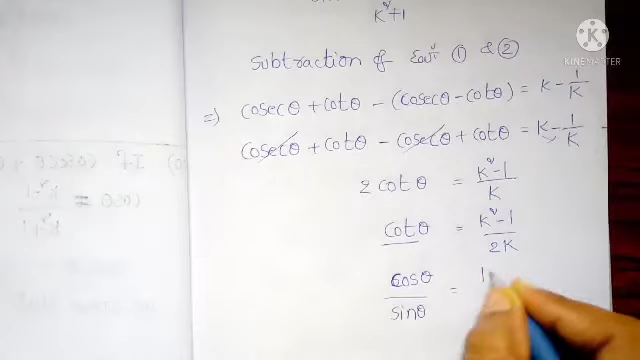 K²+1
Subtraction of Equⁿ ① & ②
KINEMASTER
=) cosecθ + cotθ - (cosecθ - cotθ) = K - 1/K
cosecθ + cotθ - cosecθ + cotθ = K - 1/K
2 cotθ = K²-1/K
cotθ = K²-1/2K
cosθ/sinθ =